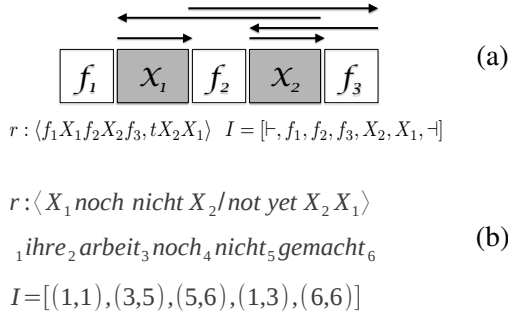 f₁ X₁ f₂ X₂ f₃
(a)
r : ⟨f₁X₁f₂X₂f₃, tX₂X₁⟩ I = [⊢, f₁, f₂, f₃, X₂, X₁, ⊣]
r :⟨ X₁ noch nicht X₂/not yet X₂ X₁⟩
₁ihre₂arbeit₃noch₄nicht₅gemacht₆
(b)
I=[(1,1),(3,5),(5,6),(1,3),(6,6)]